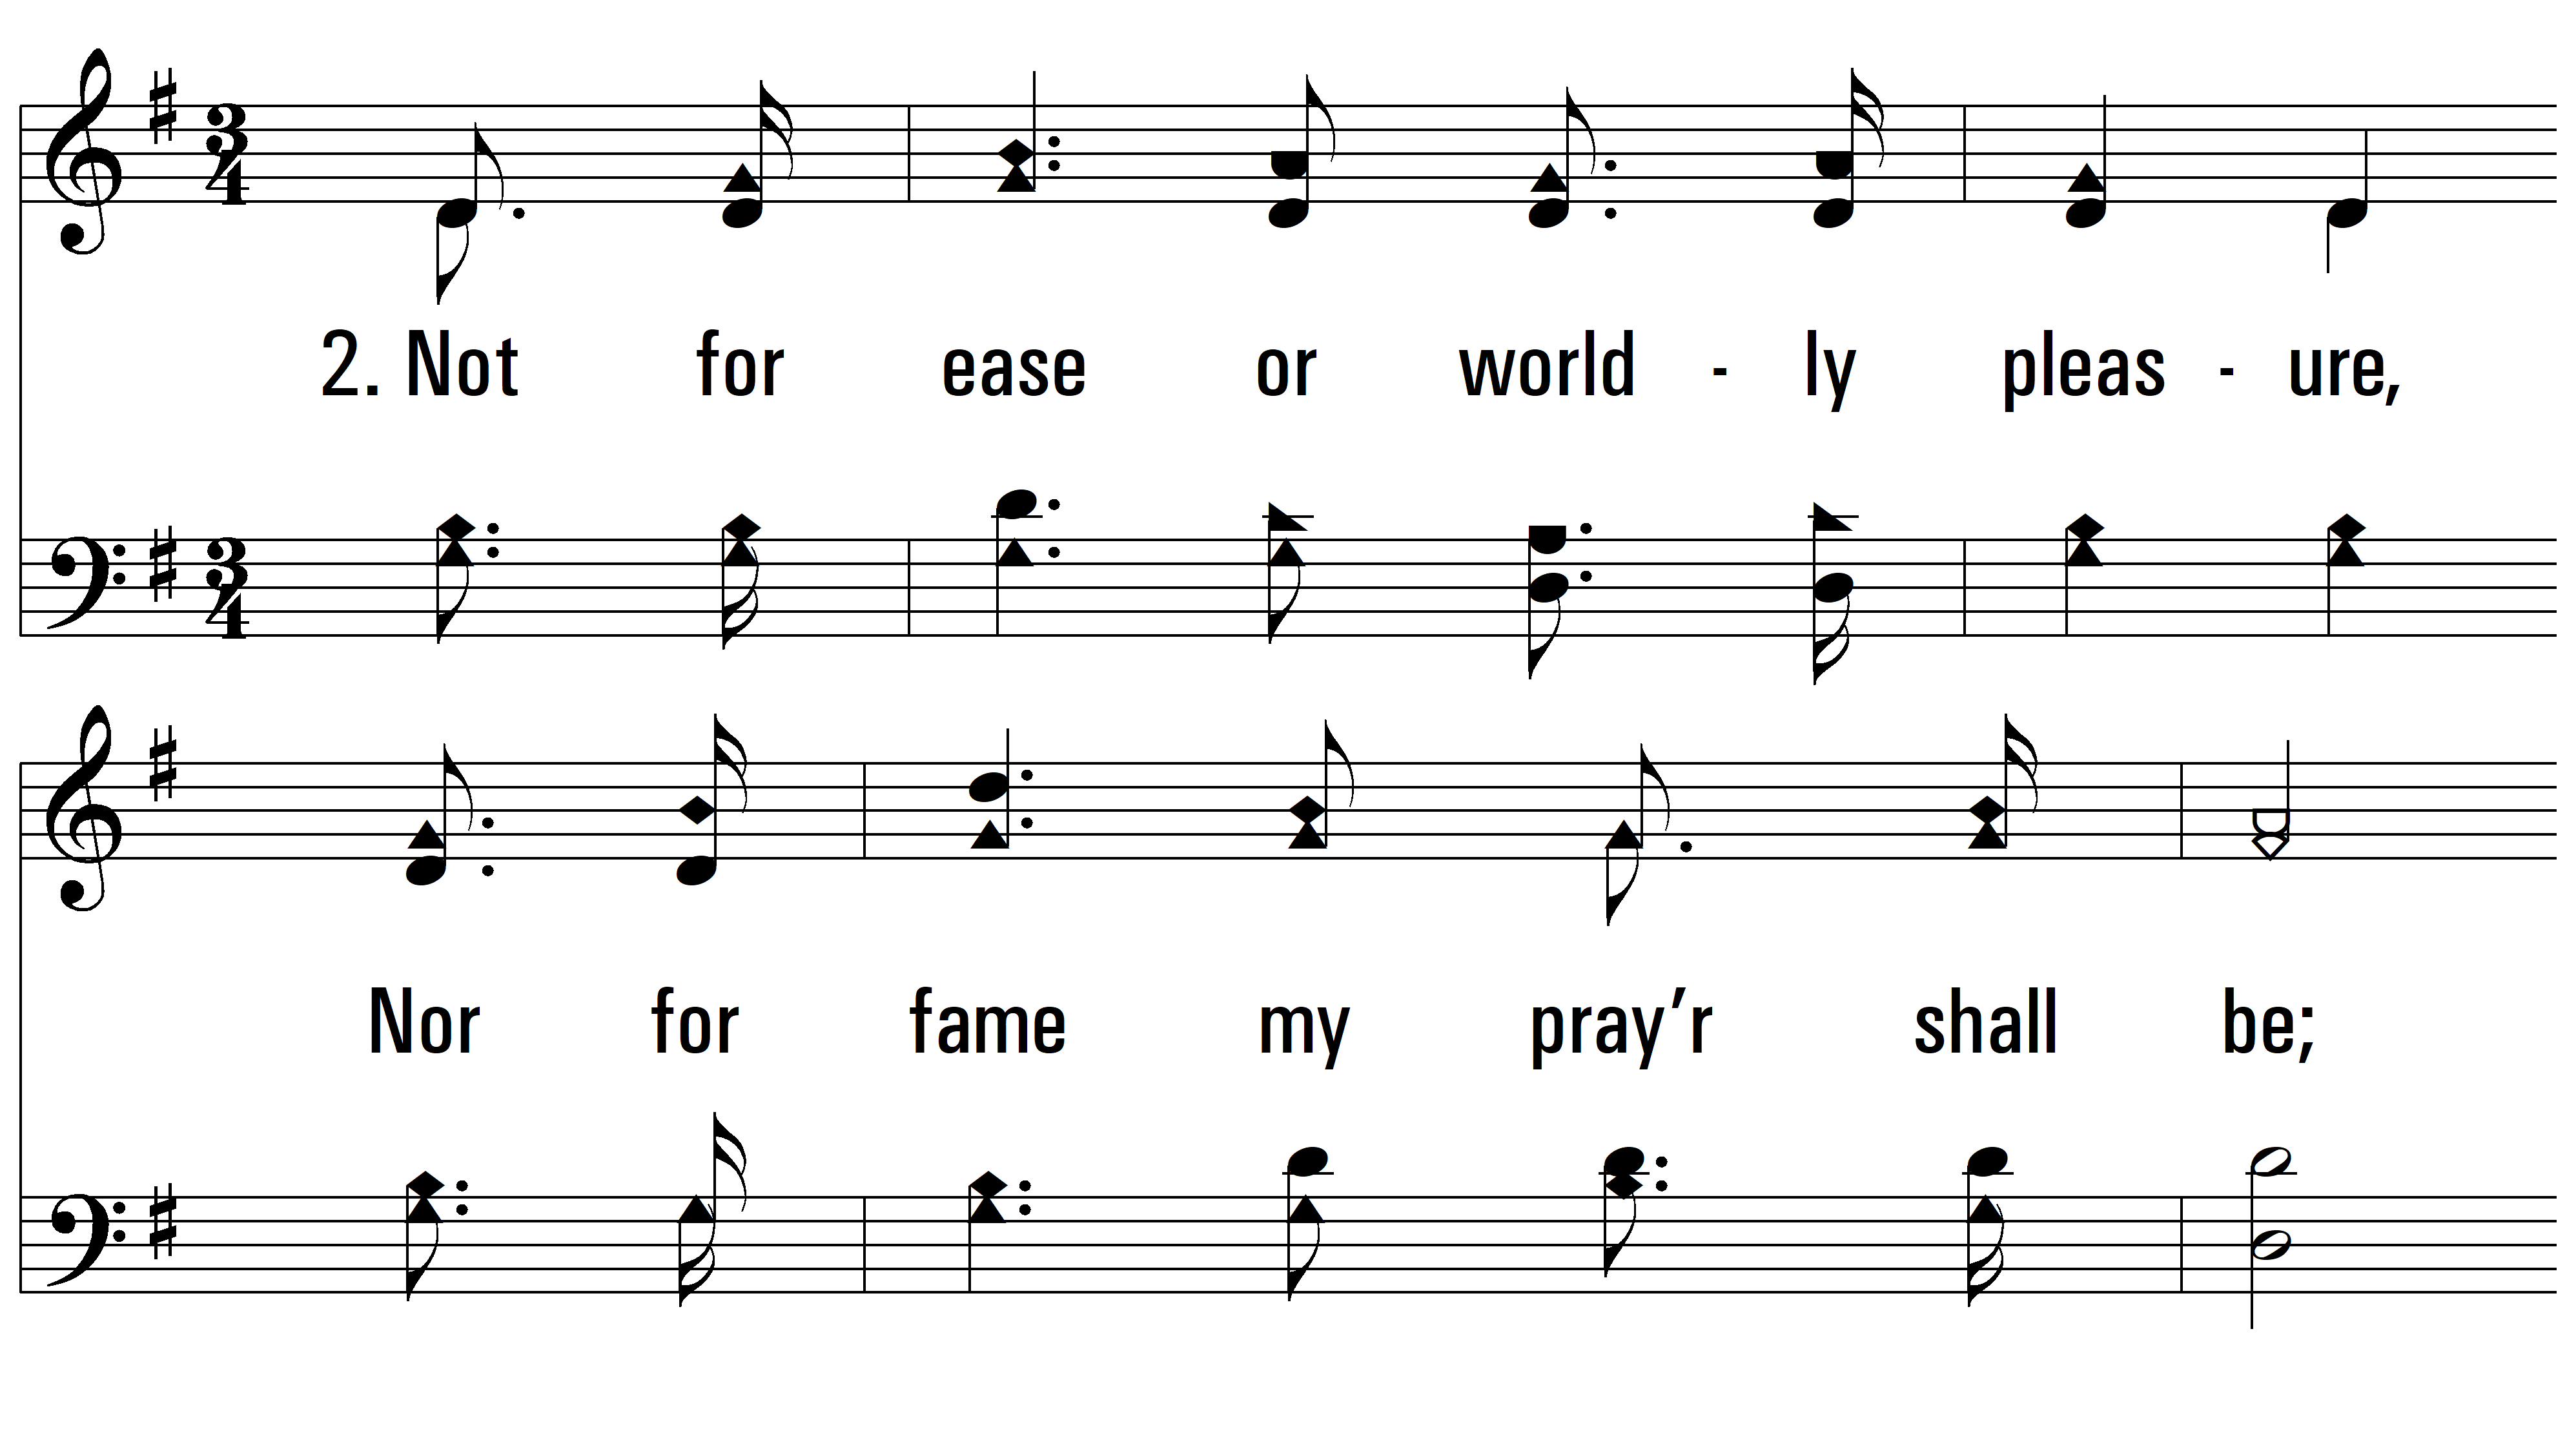 2. Not for ease or world - ly pleas - ure,
Nor for fame my pray’r shall be;